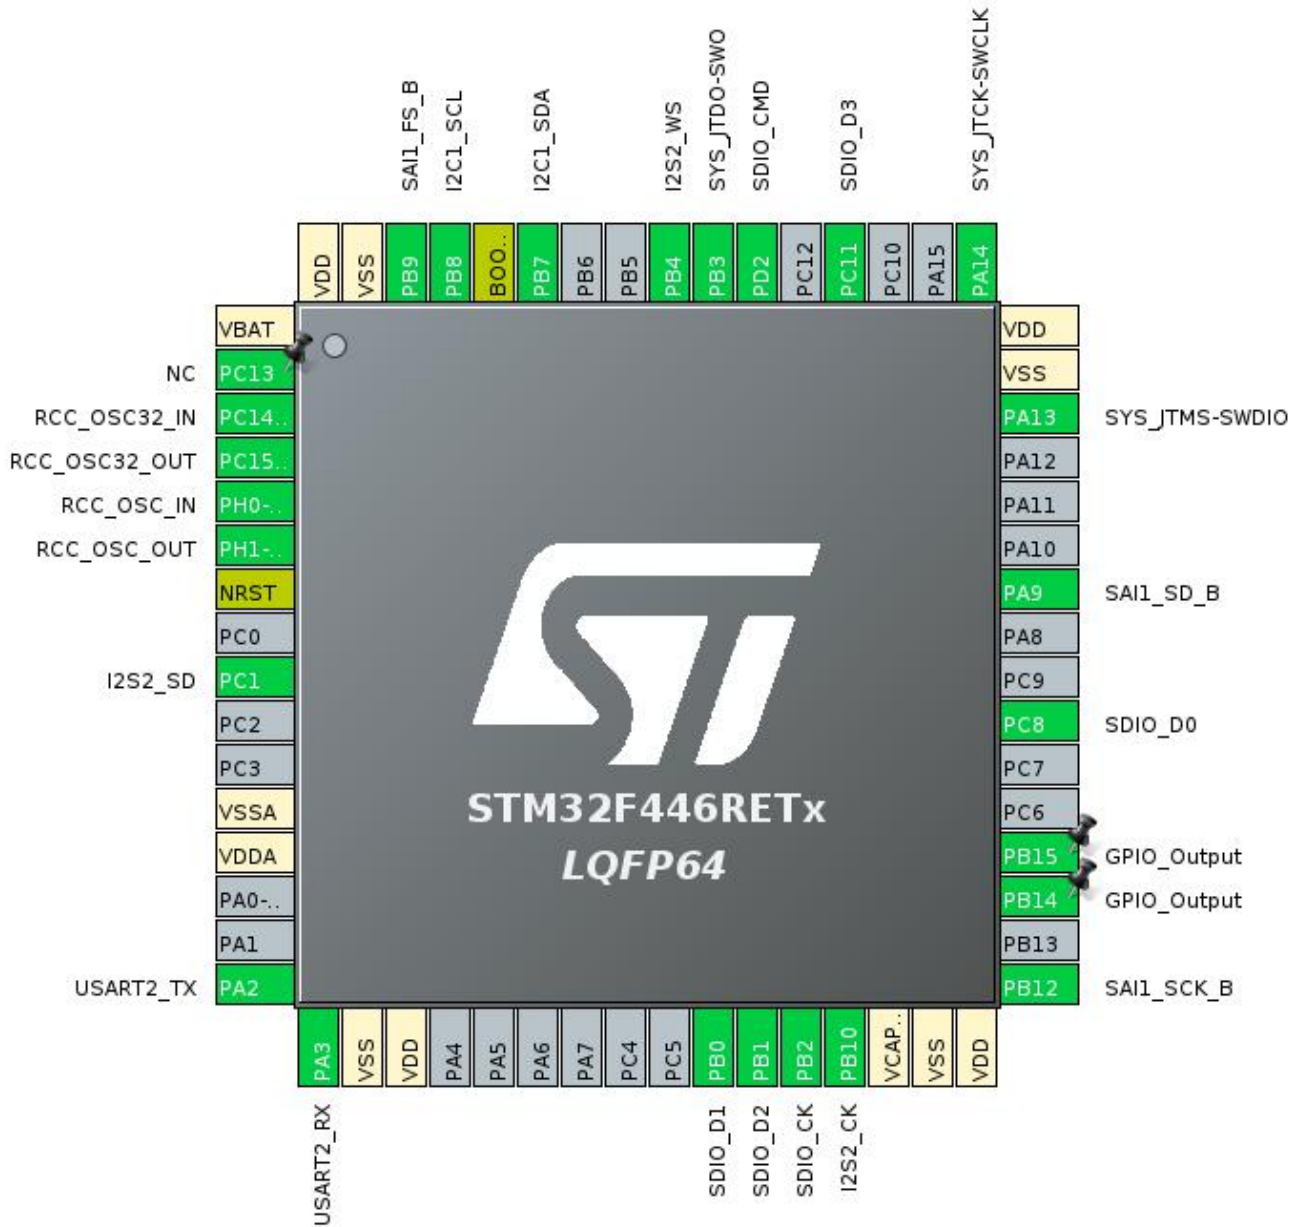 SAI1_FS_B
I2C1_SCL
I2C1_SDA
I2S2_WS
SYS_JTDO-SWO
SDIO_CMD
SDIO_D3
SYS_JTCK-SWCLK
VDD
VSS
PB9
PB8
BOO..
PB7
PB6
PB5
PB4
PB3
PD2
PC12
PC11
PC10
PA15
PA14
VBAT
NC PC13
RCC_OSC32_IN PC14..
RCC_OSC32_OUT PC15..
RCC_OSC_IN PH0-..
RCC_OSC_OUT PH1-..
NRST
PC0
I2S2_SD PC1
PC2
PC3
VSSA
VDDA
PA0-..
PA1
USART2_TX PA2
STM32F446RETx
LQFP64
VDD
VSS
PA13 SYS_JTMS-SWDIO
PA12
PA11
PA10
PA9 SAI1_SD_B
PA8
PC9
PC8 SDIO_D0
PC7
PC6
PB15 GPIO_Output
PB14 GPIO_Output
PB13
PB12 SAI1_SCK_B
PA3
VSS
VDD
PA4
PA5
PA6
PA7
PC4
PC5
PB0
PB1
PB2
PB10
VCAP..
VSS
VDD
USART2_RX
SDIO_D1
SDIO_D2
SDIO_CK
I2S2_CK